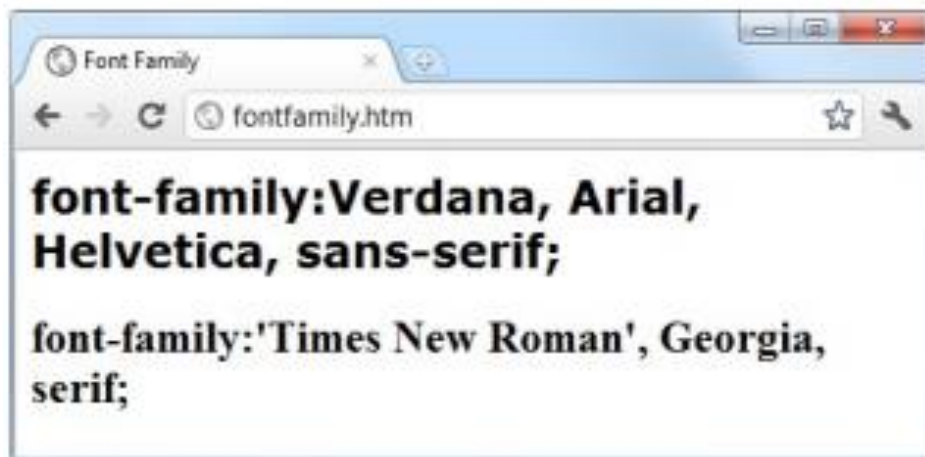 Font Family
fontfamily.htm
font-family:Verdana, Arial,
Helvetica, sans-serif;
font-family:'Times New Roman', Georgia,
serif;